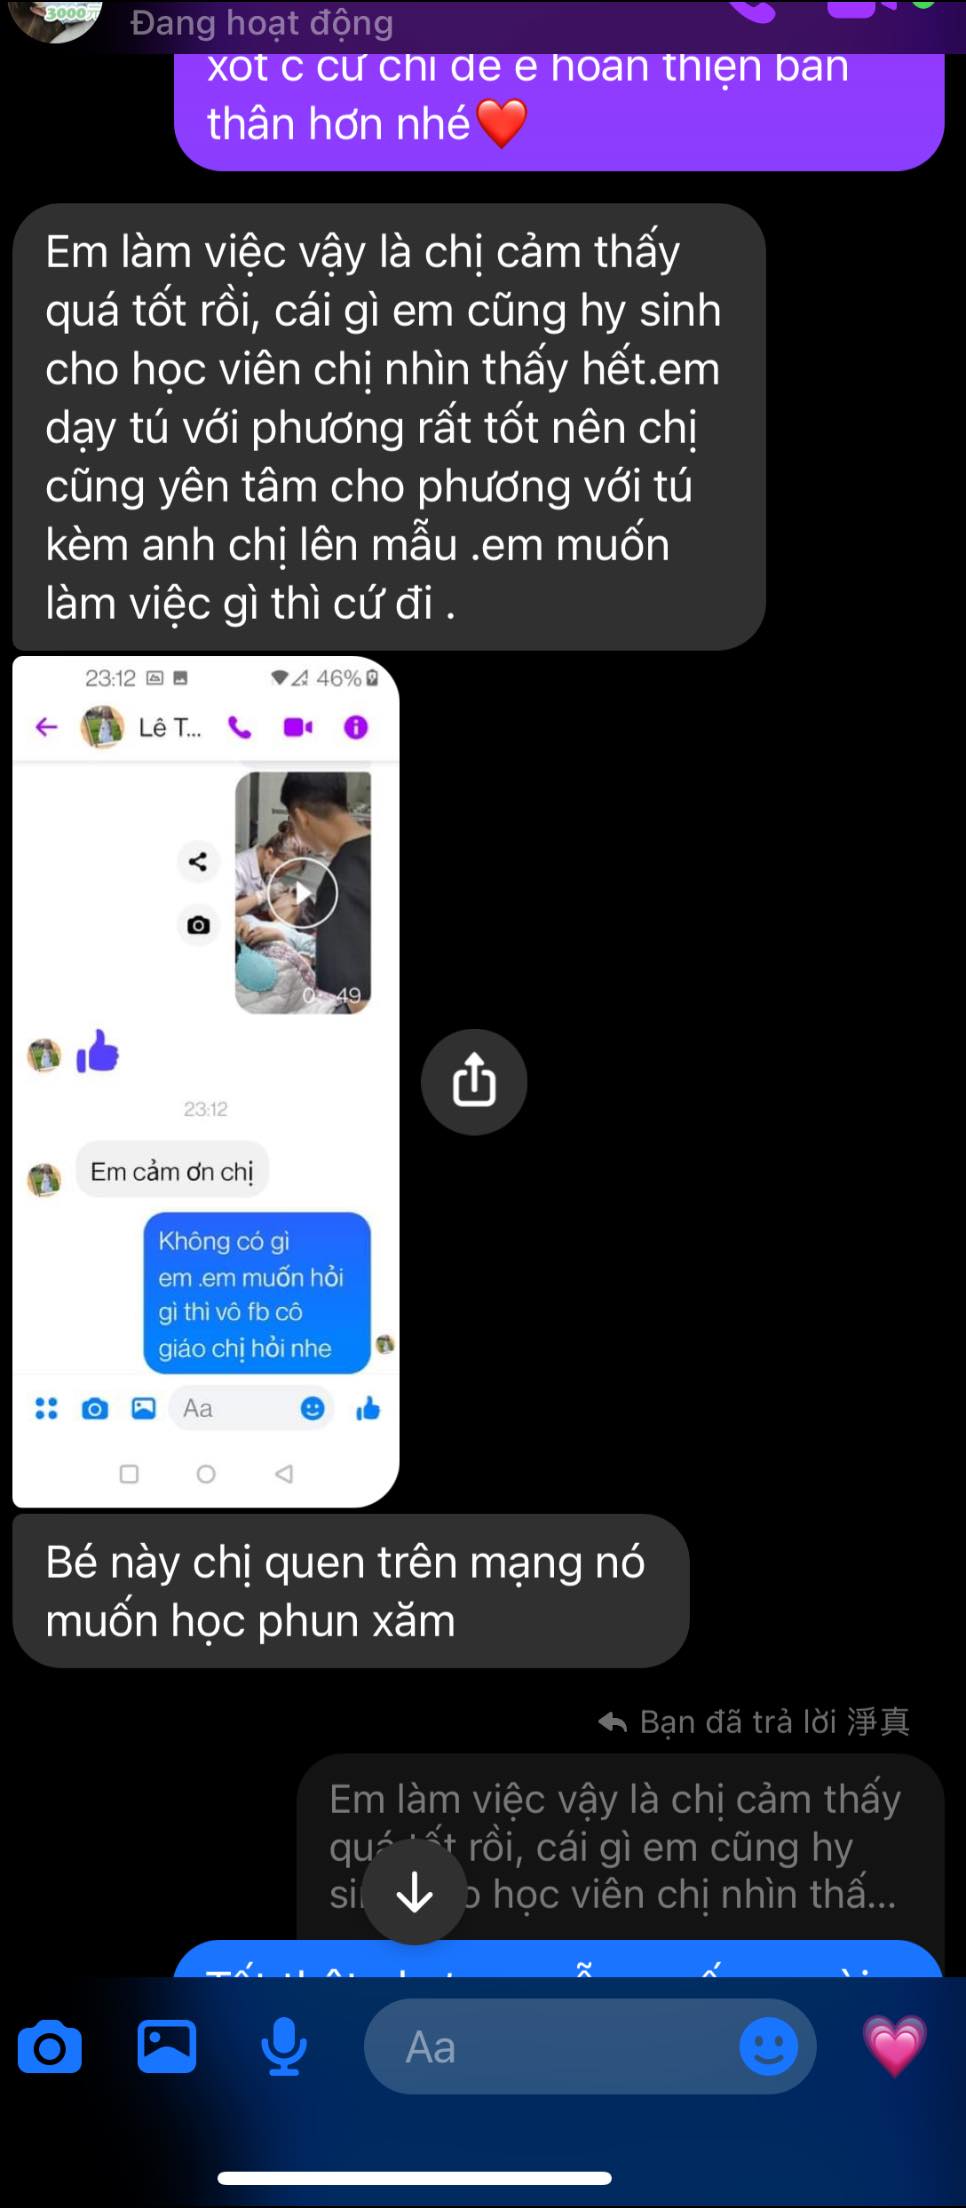 3000元
Đang hoạt động
xót c cứ chỉ để e hoàn thiện bản
thân hơn nhé❤️
Em làm việc vậy là chị cảm thấy
quá tốt rồi, cái gì em cũng hy sinh
cho học viên chị nhìn thấy hết.em
dạy tú với phương rất tốt nên chị
cũng yên tâm cho phương với tú
kèm anh chị lên mẫu .em muốn
làm việc gì thì cứ đi .
23:12
46%
Lê T...
49
23:12
Em cảm ơn chị
Không có gì
em .em muốn hỏi
gì thì vô fb cô
giáo chị hỏi nhe
Aa
Bé này chị quen trên mạng nó
muốn học phun xăm
Bạn đã trả lời 淨真
Em làm việc vậy là chị cảm thấy
quá tốt rồi, cái gì em cũng hy
học viên chị nhìn thấ...
Aa